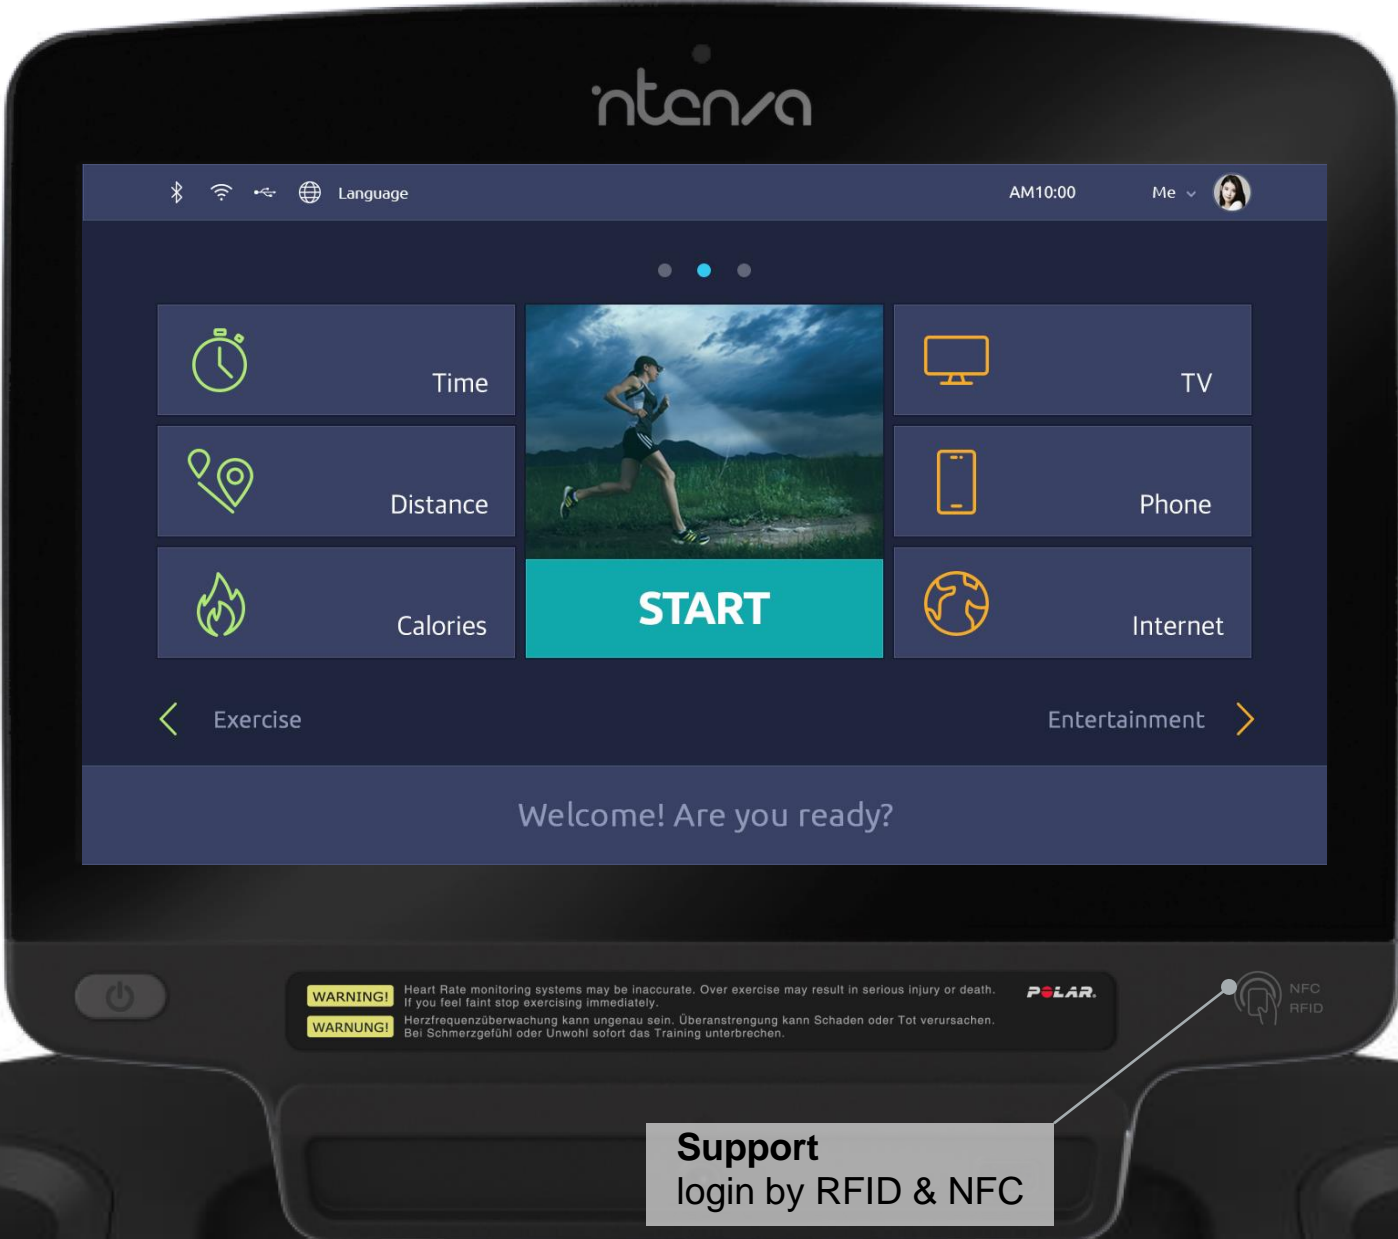 intenza
Language
AM10:00
Me
Time
Distance
Calories
START
TV
Phone
Internet
Exercise
Entertainment
Welcome! Are you ready?
WARNING!
Heart Rate monitoring systems may be inaccurate. Over exercise may result in serious injury or death.
If you feel faint stop exercising immediately.
WARNUNG!
Herzfrequenzüberwachung kann ungenau sein. Überanstrengung kann Schaden oder Tot verursachen.
Bei Schmerzgefühl oder Unwohl sofort das Training unterbrechen.
POLAR.
NFC
RFID
Support
login by RFID & NFC